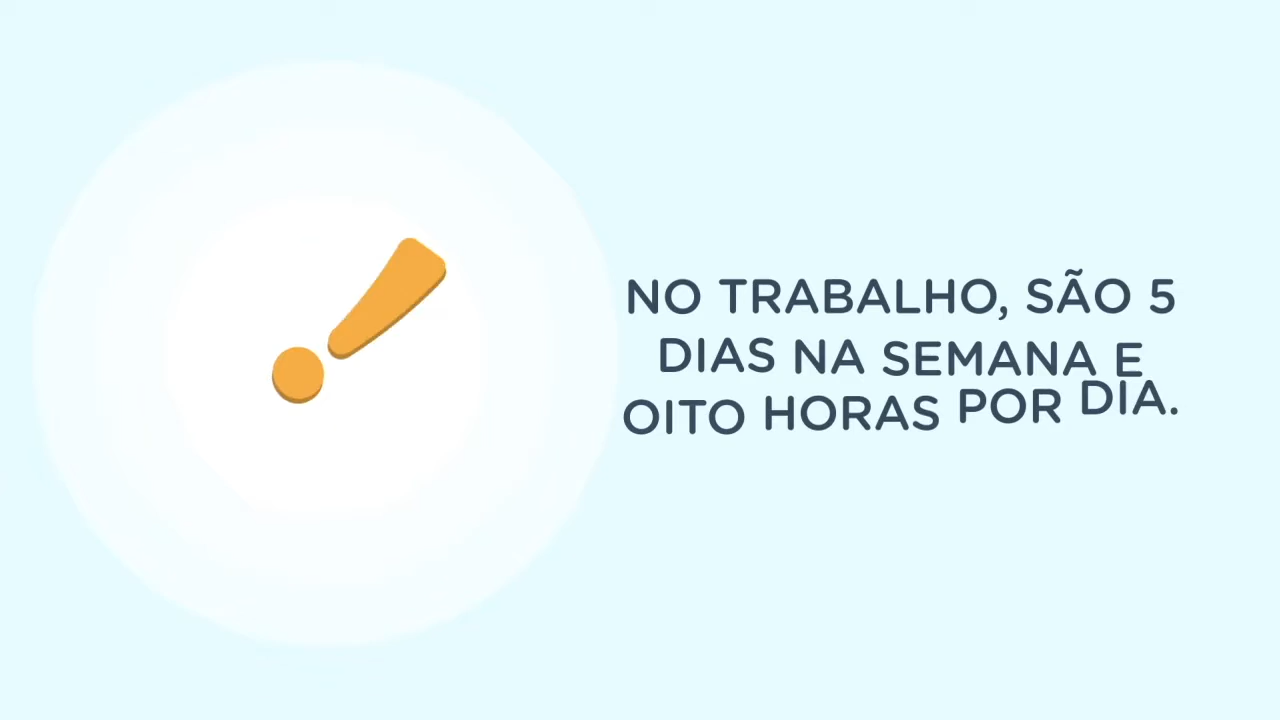 NO TRABALHO, SÃO 5
DIAS NA SEMANA E
OITO HORAS POR DIA.